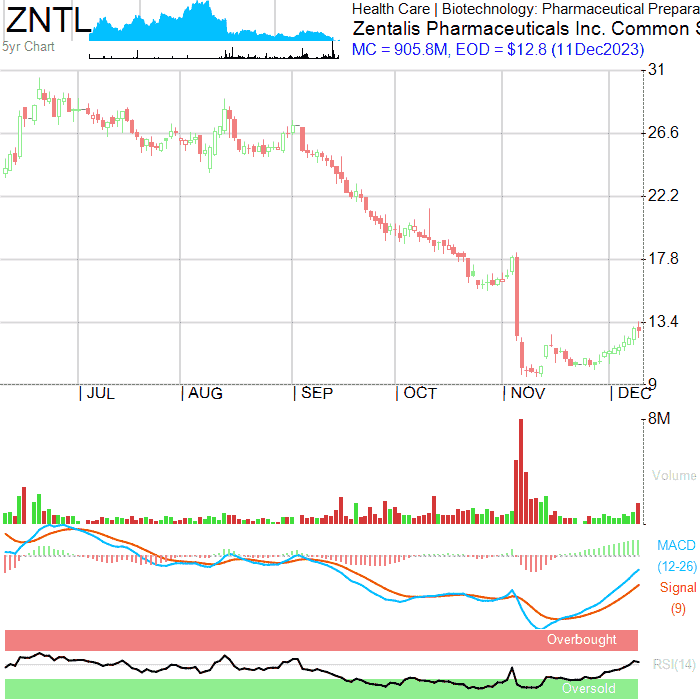 ZNTL
5yr Chart
Health Care | Biotechnology: Pharmaceutical Prepara
Zentalis Pharmaceuticals Inc. Common S
MC = 905.8M, EOD = $12.8 (11Dec2023)
31
26.6
22.2
17.8
13.4
9
|JUL |AUG |SEP |OCT |NOV |DEC
8M
Volume
MACD
(12-26)
Signal
(9)
Overbought
RSI(14)
Oversold